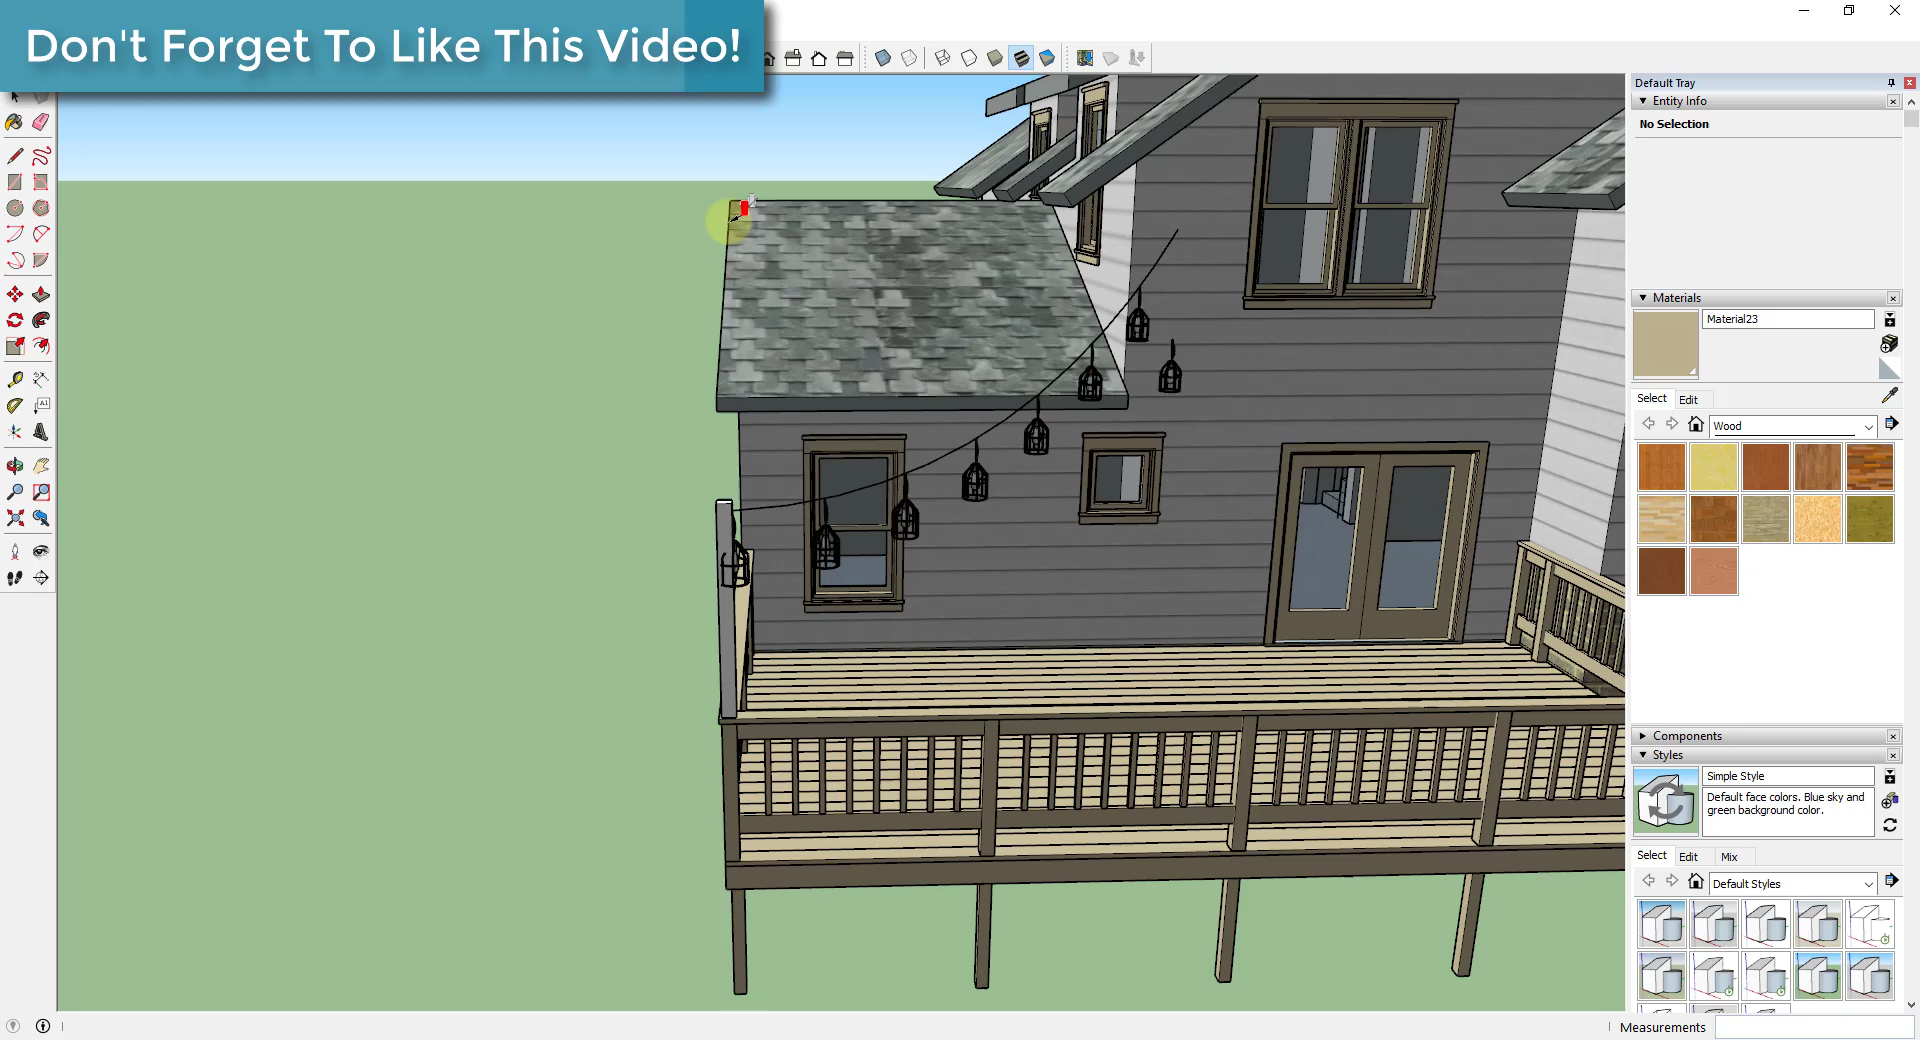 Don't Forget To Like This Video!
Default Tray
Entity Info
No Selection
Materials
Material23
Select Edit
Wood
Components
Styles
Simple Style
Default face colors. Blue sky and
green background color.
Select Edit Mix
Default Styles
Measurements